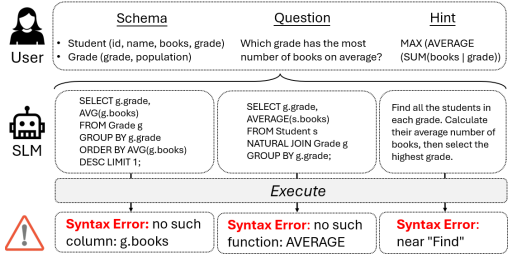 Schema
• Student (id, name, books, grade)
• Grade (grade, population)
Question
Which grade has the most
number of books on average?
Hint
MAX (AVERAGE
(SUM(books | grade))
User
SELECT g.grade,
AVG(g.books)
FROM Grade g
GROUP BY g.grade
ORDER BY AVG(g.books)
DESC LIMIT 1;
SELECT g.grade,
AVERAGE(s.books)
FROM Student s
NATURAL JOIN Grade g
GROUP BY g.grade;
Find all the students in
each grade. Calculate
their average number of
books, then select the
highest grade.
SLM
Execute
Syntax Error: no such
column: g.books
Syntax Error: no such
function: AVERAGE
Syntax Error:
near "Find"